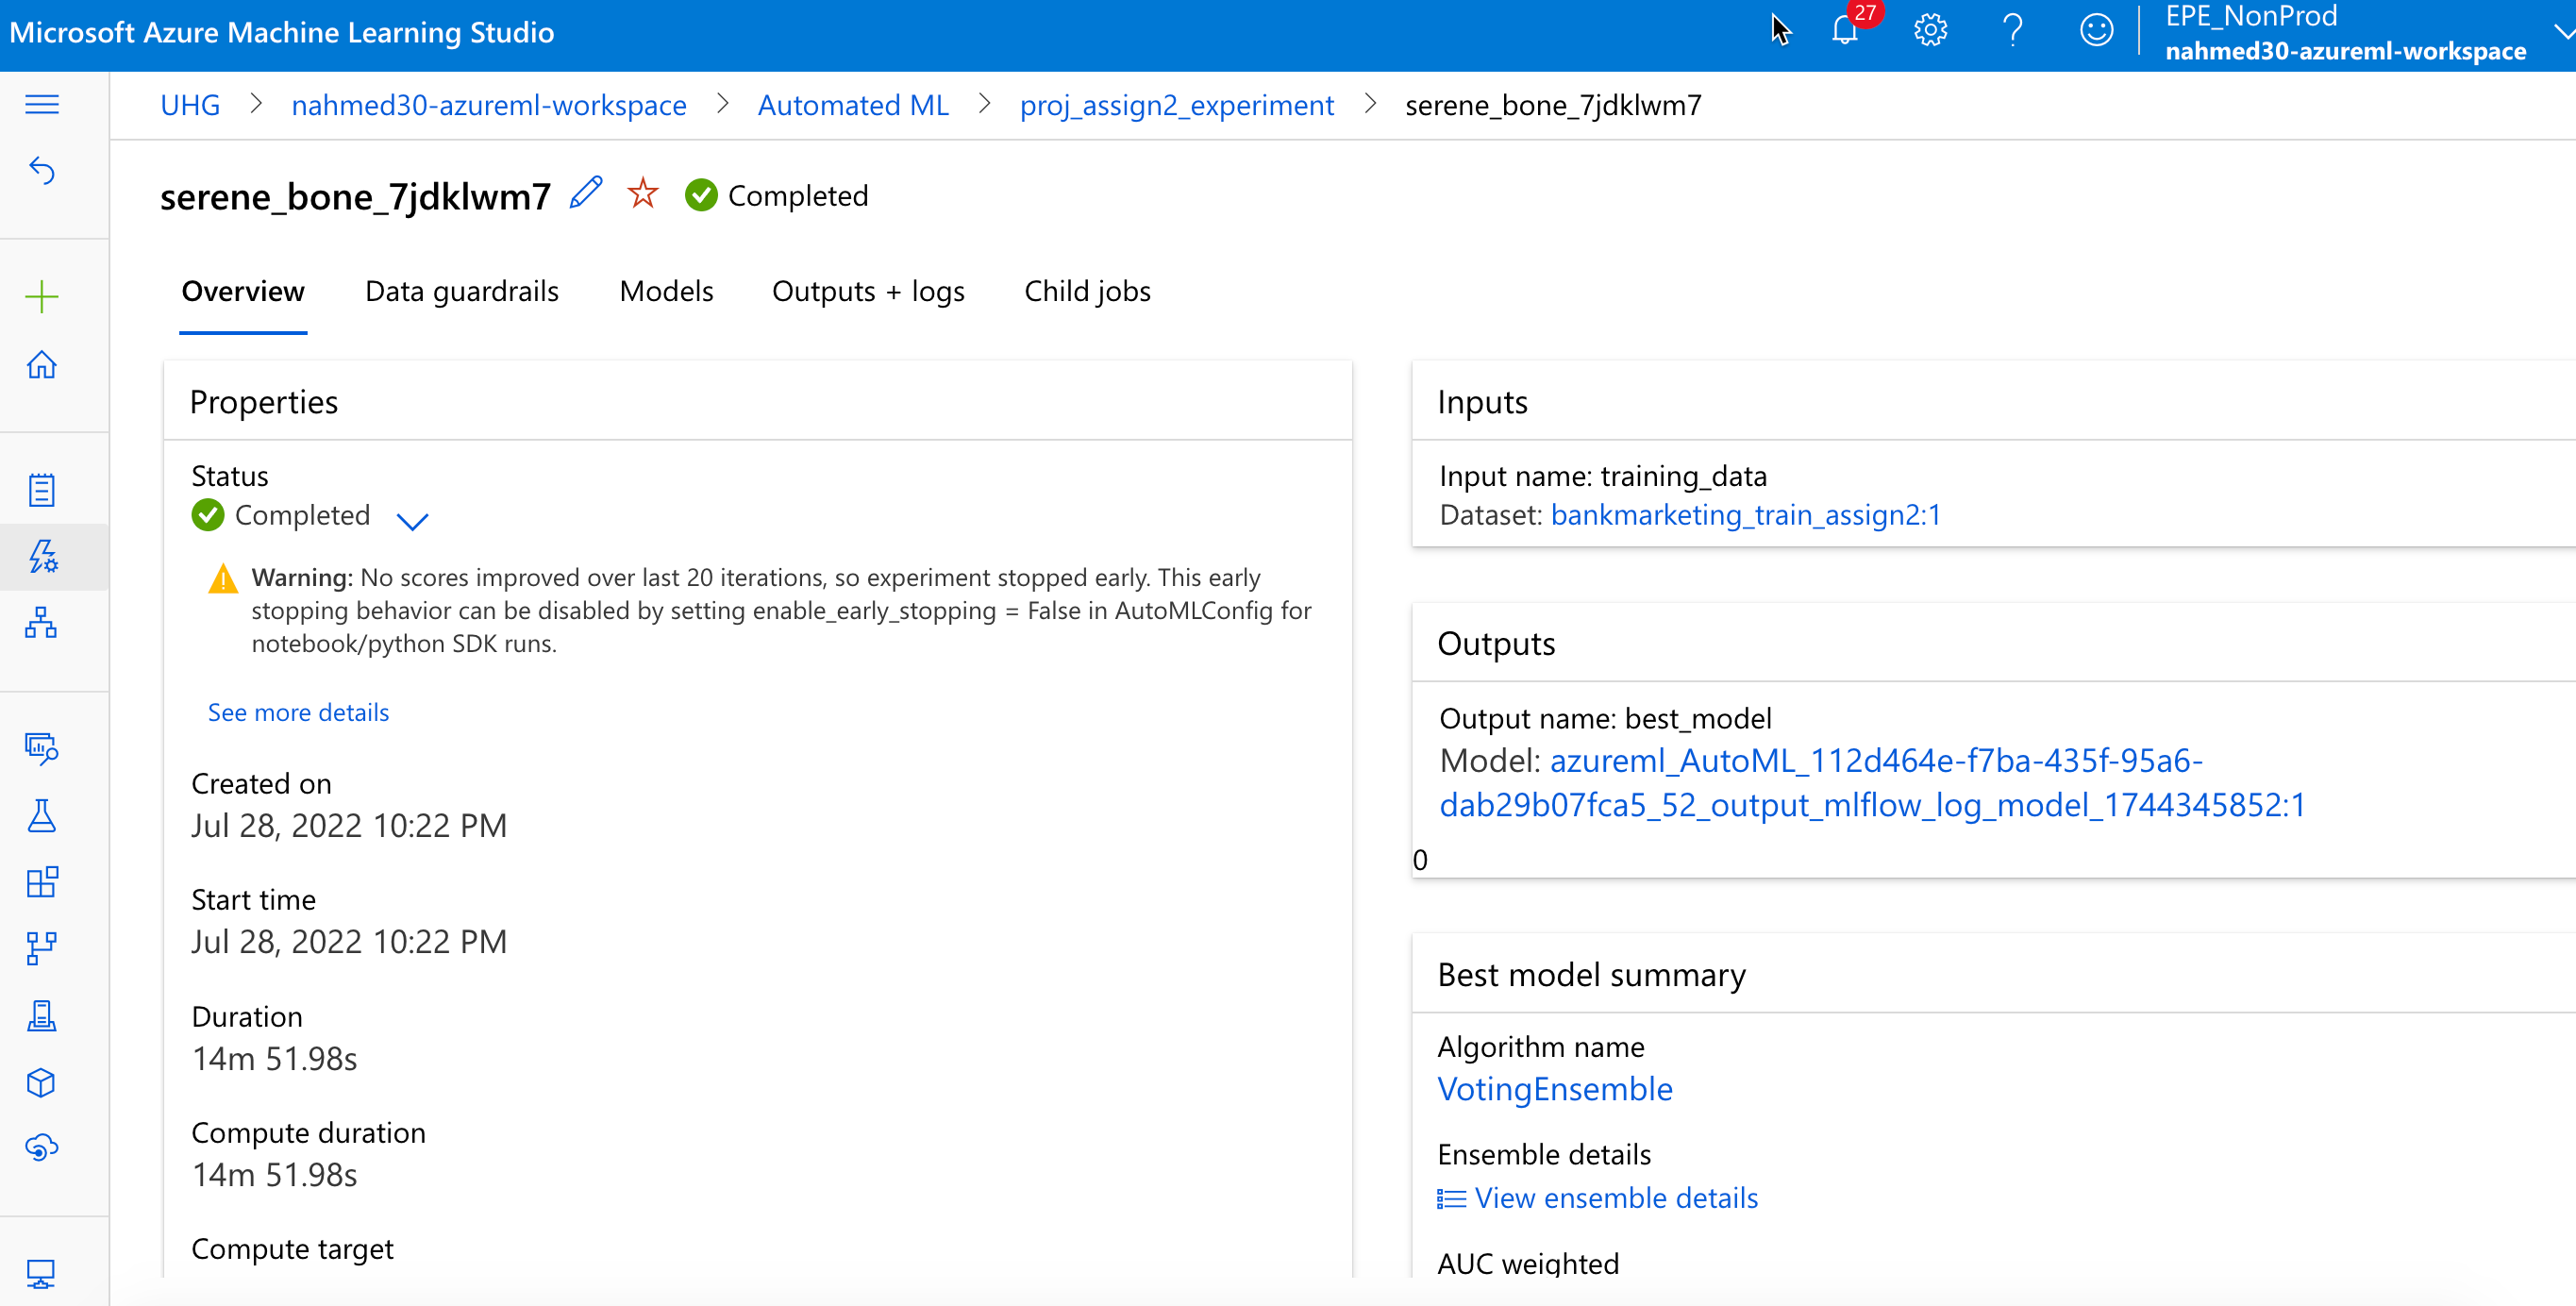 Microsoft Azure Machine Learning Studio
27
EPE_NonProd
nahmed30-azureml-workspace
UHG > nahmed30-azureml-workspace > Automated ML > proj_assign2_experiment > serene_bone_7jdklwm7
serene_bone_7jdklwm7 Completed
Overview Data guardrails Models Outputs + logs Child jobs
Properties
Status
Completed
Warning: No scores improved over last 20 iterations, so experiment stopped early. This early
stopping behavior can be disabled by setting enable_early_stopping = False in AutoMLConfig for
notebook/python SDK runs.
See more details
Created on
Jul 28, 2022 10:22 PM
Start time
Jul 28, 2022 10:22 PM
Duration
14m 51.98s
Compute duration
14m 51.98s
Compute target
Inputs
Input name: training_data
Dataset: bankmarketing_train_assign2:1
Outputs
Output name: best_model
Model: azureml_AutoML_112d464e-f7ba-435f-95a6-
dab29b07fca5_52_output_mlflow_log_model_1744345852:1
0
Best model summary
Algorithm name
VotingEnsemble
Ensemble details
View ensemble details
AUC weighted